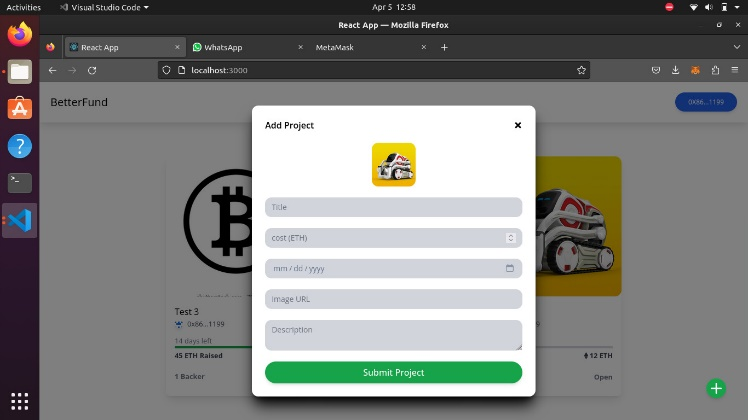 Activities
Visual Studio Code
Apr 5 12:58
React App — Mozilla Firefox
React App
WhatsApp
MetaMask
localhost:3000
BetterFund
0X86...1199
Add Project
Title
cost (ETH)
mm / dd / yyyy
Image URL
Description
Submit Project
Test 3
0x86...1199
14 days left
45 ETH Raised
1 Backer
12 ETH
Open